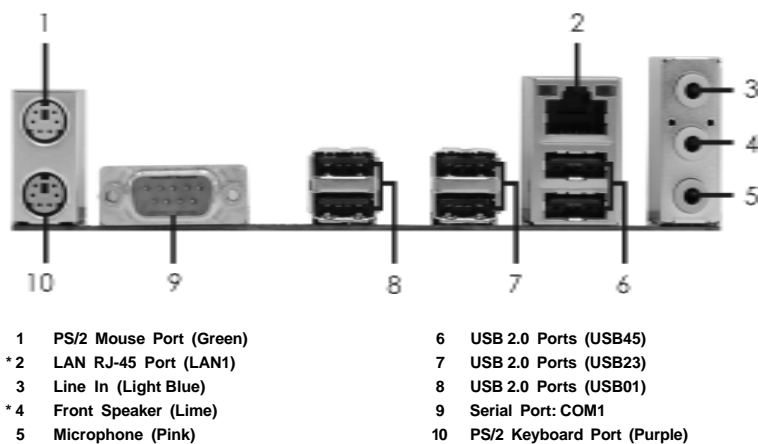 1
2
3
4
5
10
9
8
7
6
1 PS/2 Mouse Port (Green)
* 2 LAN RJ-45 Port (LAN1)
3 Line In (Light Blue)
* 4 Front Speaker (Lime)
5 Microphone (Pink)
6 USB 2.0 Ports (USB45)
7 USB 2.0 Ports (USB23)
8 USB 2.0 Ports (USB01)
9 Serial Port: COM1
10 PS/2 Keyboard Port (Purple)